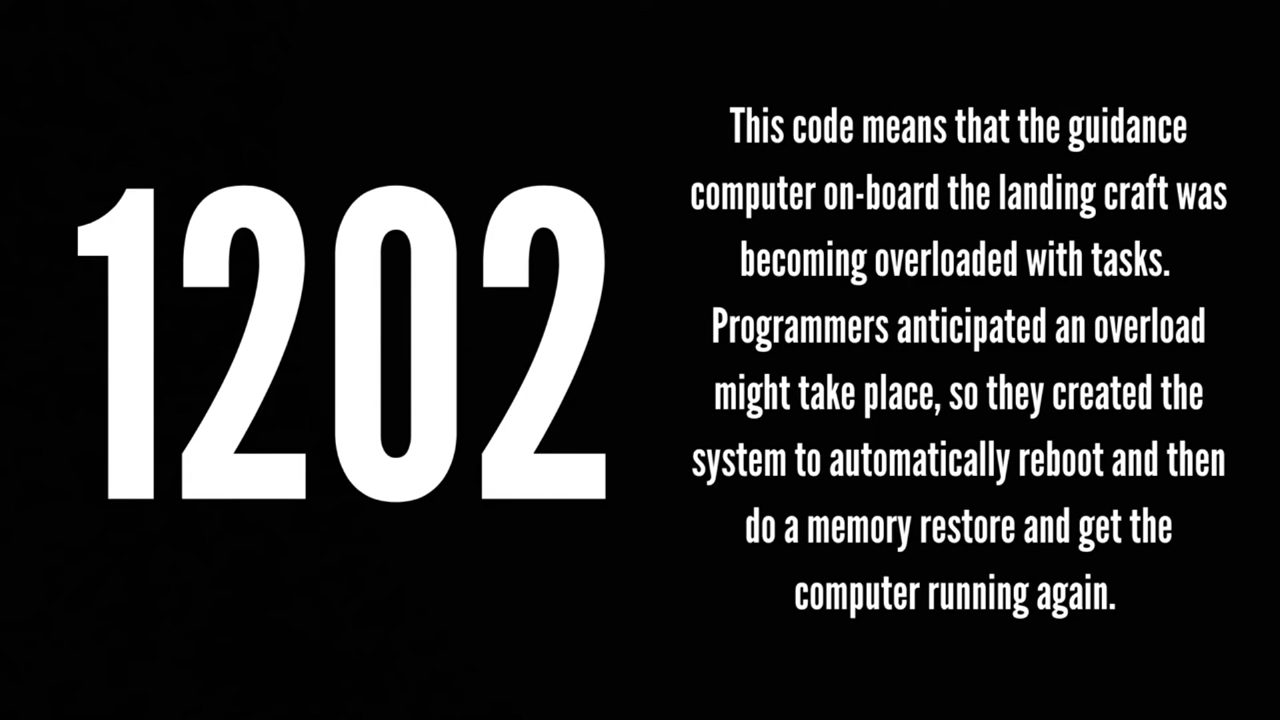 1202
This code means that the guidance
computer on-board the landing craft was
becoming overloaded with tasks.
Programmers anticipated an overload
might take place, so they created the
system to automatically reboot and then
do a memory restore and get the
computer running again.